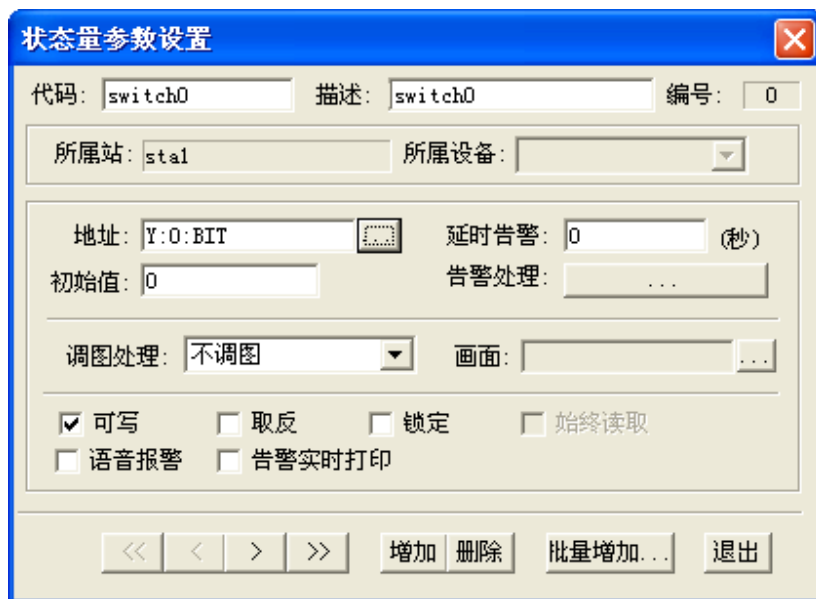 状态量参数设置
代码: switch0 描述: switch0 编号: 0
所属站: sta1 所属设备:
地址: Y:0:BIT ... 延时告警: 0 (秒)
初始值: 0 告警处理: ...
调图处理: 不调图 画面: ...
可写 取反 锁定 始终读取
语音报警 告警实时打印
<< < > >> 增加 删除 批量增加... 退出